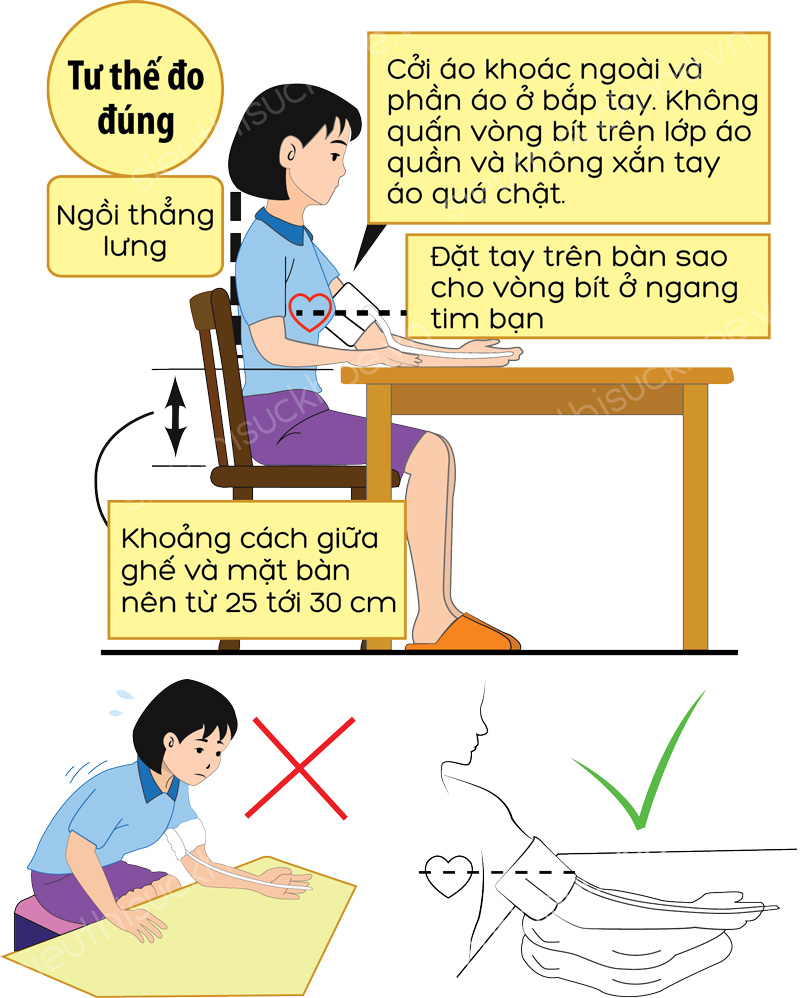 Tư thế đo
đúng
Ngồi thẳng
lưng
Cởi áo khoác ngoài và
phần áo ở bắp tay. Không
quấn vòng bít trên lớp áo
quần và không xắn tay
áo quá chật.
Đặt tay trên bàn sao
cho vòng bít ở ngang
tim bạn
Khoảng cách giữa
ghế và mặt bàn
nên từ 25 tới 30 cm